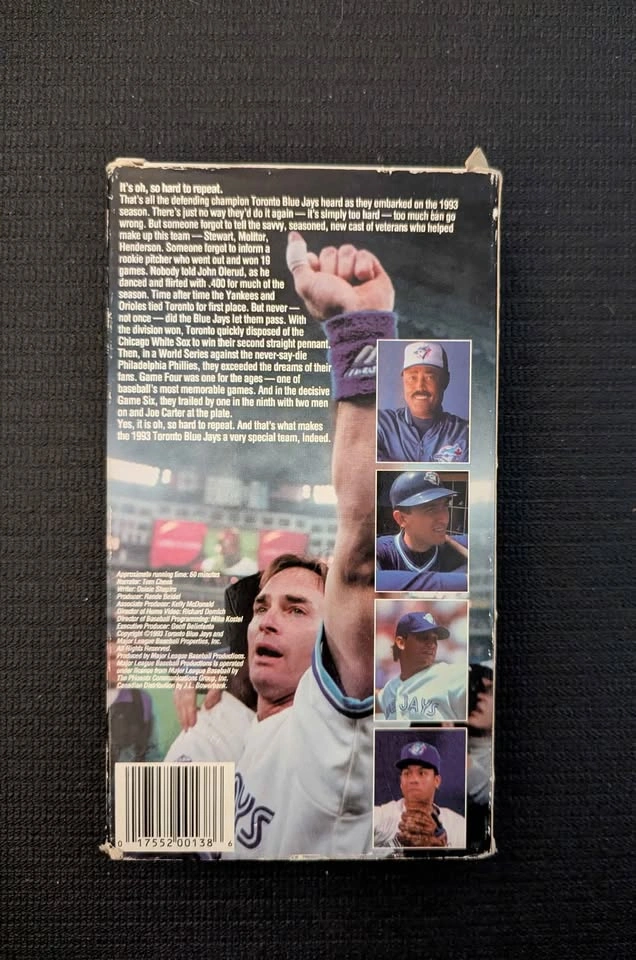 It's oh, so hard to repeat.
That's all the defending champion Toronto Blue Jays heard as they embarked on the 1993
season. There's just no way they'd do it again — it's simply too hard — too much can go
wrong. But someone forgot to tell the savvy, seasoned, new cast of veterans who helped
make up this team — Stewart, Molitor,
Henderson. Someone forgot to inform a
rookie pitcher who went out and won 19
games. Nobody told John Olerud, as he
danced and flirted with .400 for much of the
season. Time after time the Yankees and
Orioles tied Toronto for first place. But never —
not once — did the Blue Jays let them pass. With
the division won, Toronto quickly disposed of the
Chicago White Sox to win their second straight pennant.
Then, in a World Series against the never-say-die
Philadelphia Phillies, they exceeded the dreams of their
fans. Game Four was one for the ages — one of
baseball's most memorable games. And in the decisive
Game Six, they trailed by one in the ninth with two men
on and Joe Carter at the plate.
Yes, it is oh, so hard to repeat. And that's what makes
the 1993 Toronto Blue Jays a very special team, indeed.
Approximate running time: 60 minutes
Narrator: Tom Cheek
Writer: Shapiro
Producer:
Associate Producer: Kelly McDonald
Director of Home Video: Richard
Director of Baseball Programming: Mike Kostel
Executive Producer: Geoff Belinfante
Copyright ©1993 Toronto Blue Jays and
Major League Baseball Properties, Inc.
All Rights Reserved.
Produced by Major League Baseball Productions.
Major League Baseball Productions is operated
under license from Major League Baseball by
The Phoenix Communications Group, Inc.
Canadian Distribution by J.L. Bowerbank.
JAYS
0 17552 00138 6